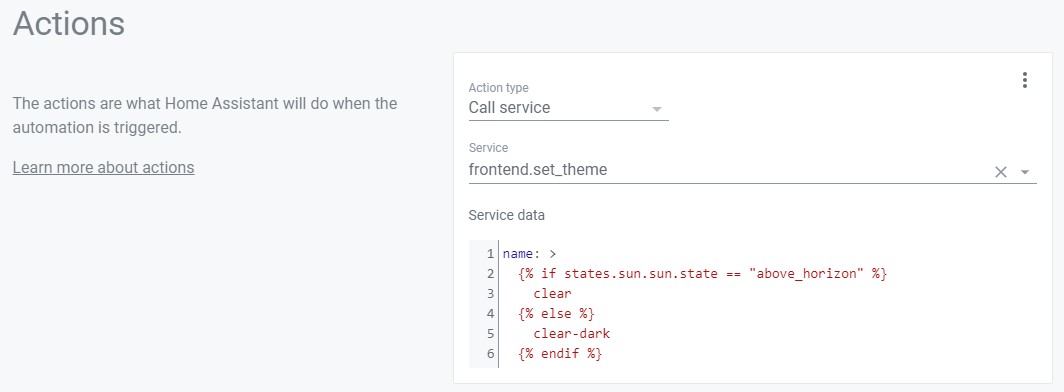 Actions
The actions are what Home Assistant will do when the
automation is triggered.
Learn more about actions
Action type
Call service
Service
frontend.set_theme
Service data
1 name: >
2 {% if states.sun.sun.state == "above_horizon" %}
3 clear
4 {% else %}
5 clear-dark
6 {% endif %}